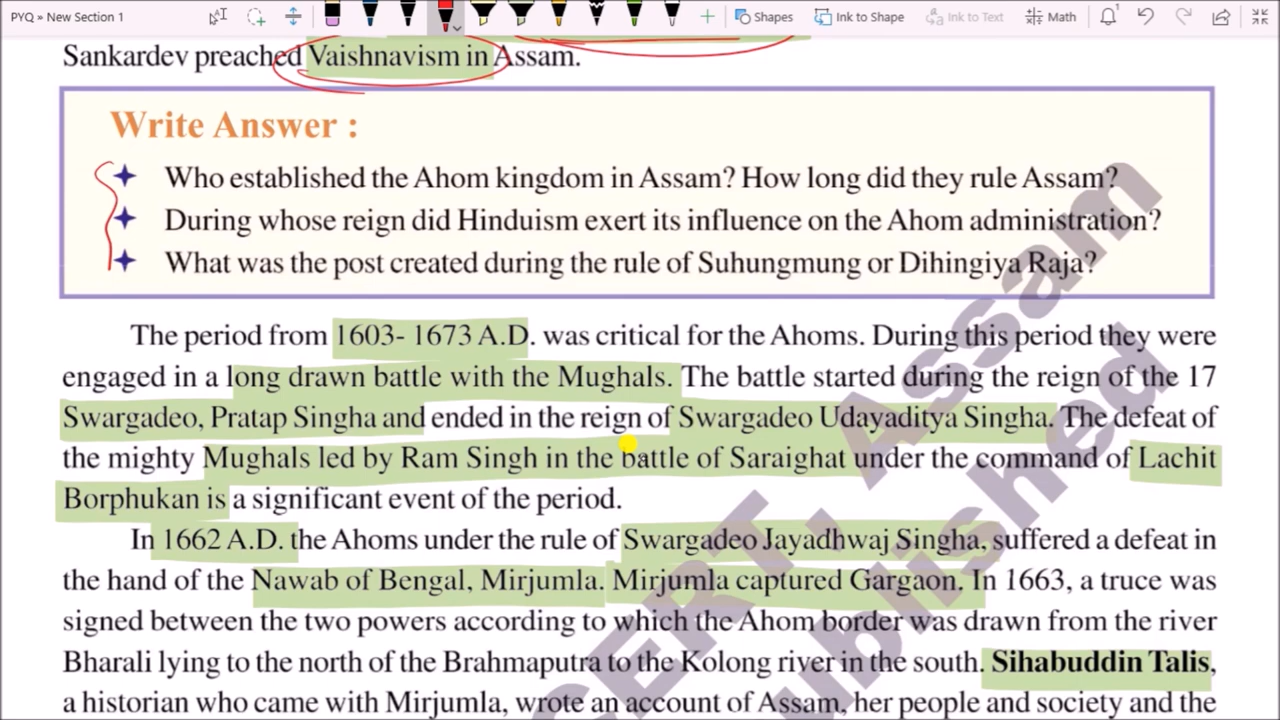 PYQ » New Section 1
Shapes
Ink to Shape
Ink to Text
Math
Sankardev preached Vaishnavism in Assam.
Write Answer :
Who established the Ahom kingdom in Assam? How long did they rule Assam?
During whose reign did Hinduism exert its influence on the Ahom administration?
What was the post created during the rule of Suhungmung or Dihingiya Raja?
The period from 1603- 1673 A.D. was critical for the Ahoms. During this period they were
engaged in a long drawn battle with the Mughals. The battle started during the reign of the 17
Swargadeo, Pratap Singha and ended in the reign of Swargadeo Udayaditya Singha. The defeat of
the mighty Mughals led by Ram Singh in the battle of Saraighat under the command of Lachit
Borphukan is a significant event of the period.
In 1662 A.D. the Ahoms under the rule of Swargadeo Jayadhwaj Singha, suffered a defeat in
the hand of the Nawab of Bengal, Mirjumla. Mirjumla captured Gargaon. In 1663, a truce was
signed between the two powers according to which the Ahom border was drawn from the river
Bharali lying to the north of the Brahmaputra to the Kolong river in the south. Sihabuddin Talis,
a historian who came with Mirjumla, wrote an account of Assam, her people and society and the